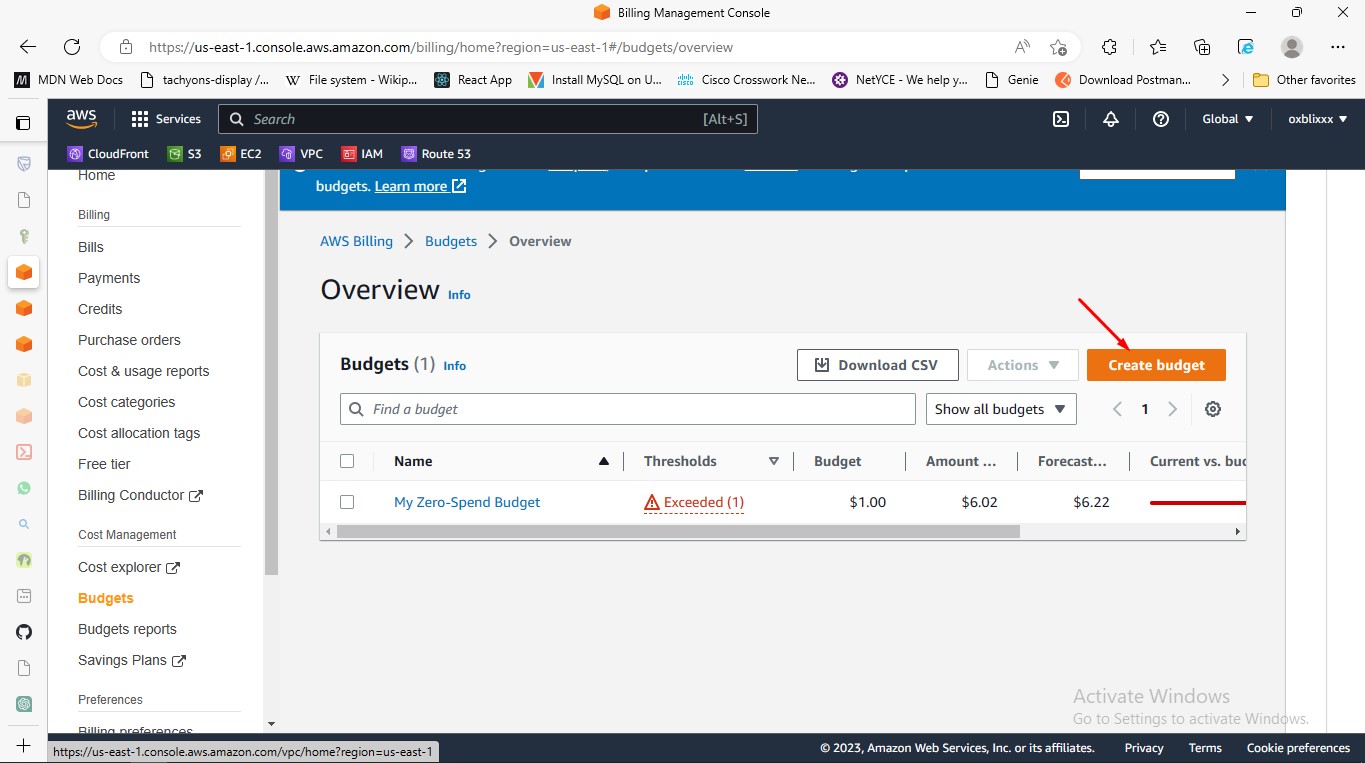 Billing Management Console
https://us-east-1.console.aws.amazon.com/billing/home?region=us-east-1#/budgets/overview
MDN Web Docs tachyons-display /... File system - Wikip... React App Install MySQL on U... Cisco Crosswork Ne... NetYCE - We help y... Genie Download Postman... Other favorites
aws Services Search [Alt+S] Global oxblixxx
CloudFront S3 EC2 VPC IAM Route 53
Home
Billing
Bills
Payments
Credits
Purchase orders
Cost & usage reports
Cost categories
Cost allocation tags
Free tier
Billing Conductor
Cost Management
Cost explorer
Budgets
Budgets reports
Savings Plans
Preferences
Billing preferences
budgets. Learn more
AWS Billing > Budgets > Overview
Overview Info
Budgets (1) Info Download CSV Actions Create budget
Find a budget Show all budgets 1
Name Thresholds Budget Amount ... Forecast... Current vs. bud
My Zero-Spend Budget Exceeded (1) $1.00 $6.02 $6.22
Activate Windows
Go to Settings to activate Windows.
https://us-east-1.console.aws.amazon.com/vpc/home?region=us-east-1
© 2023, Amazon Web Services, Inc. or its affiliates. Privacy Terms Cookie preferences